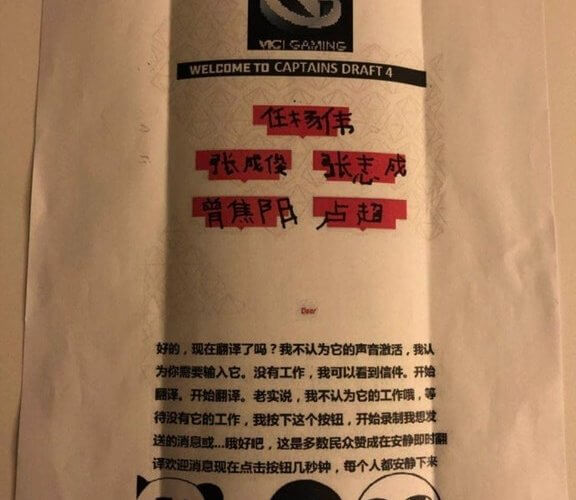 VICI GAMING
WELCOME TO CAPTAINS DRAFT 4
任杨伟
张成俊 张志成
曾焦阳 卢超
Dear
好的，现在翻译了吗？我不认为它的声音激活，我认
为你需要输入它。没有工作，我可以看到信件。开始
翻译。开始翻译。老实说，我不认为它的工作哦，等
待没有它的工作，我按下这个按钮，开始录制我想发
送的消息或...哦好吧，这是多数民众赞成在安静即时翻
译欢迎消息现在点击按钮几秒钟，每个人都安静下来